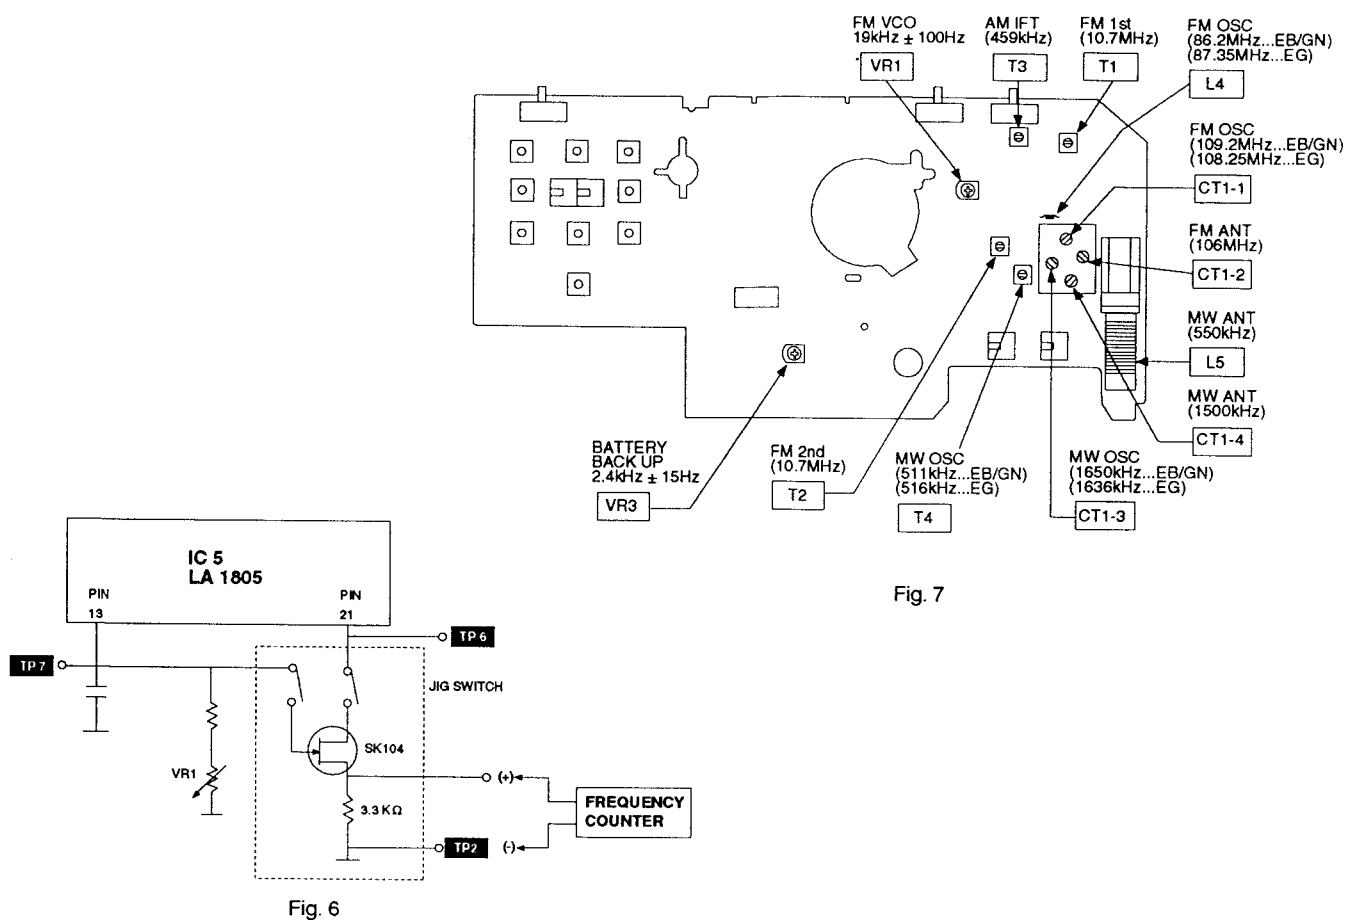 FM VCO
19kHz ± 100Hz
VR1
AM IFT
(459kHz)
T3
FM 1st
(10.7MHz)
T1
FM OSC
(86.2MHz...EB/GN)
(87.35MHz...EG)
L4
FM OSC
(109.2MHz...EB/GN)
(108.25MHz...EG)
CT1-1
FM ANT
(106MHz)
CT1-2
MW ANT
(550kHz)
L5
MW ANT
(1500kHz)
CT1-4
BATTERY
BACK UP
2.4kHz ± 15Hz
VR3
FM 2nd
(10.7MHz)
T2
MW OSC
(511kHz...EB/GN)
(516kHz...EG)
T4
MW OSC
(1650kHz...EB/GN)
(1636kHz...EG)
CT1-3
Fig. 7
IC 5
LA 1805
PIN
13
PIN
21
TP6
TP7
JIG SWITCH
SK104
VR1
(+)
3.3 KΩ
FREQUENCY
COUNTER
TP2
(-)
Fig. 6